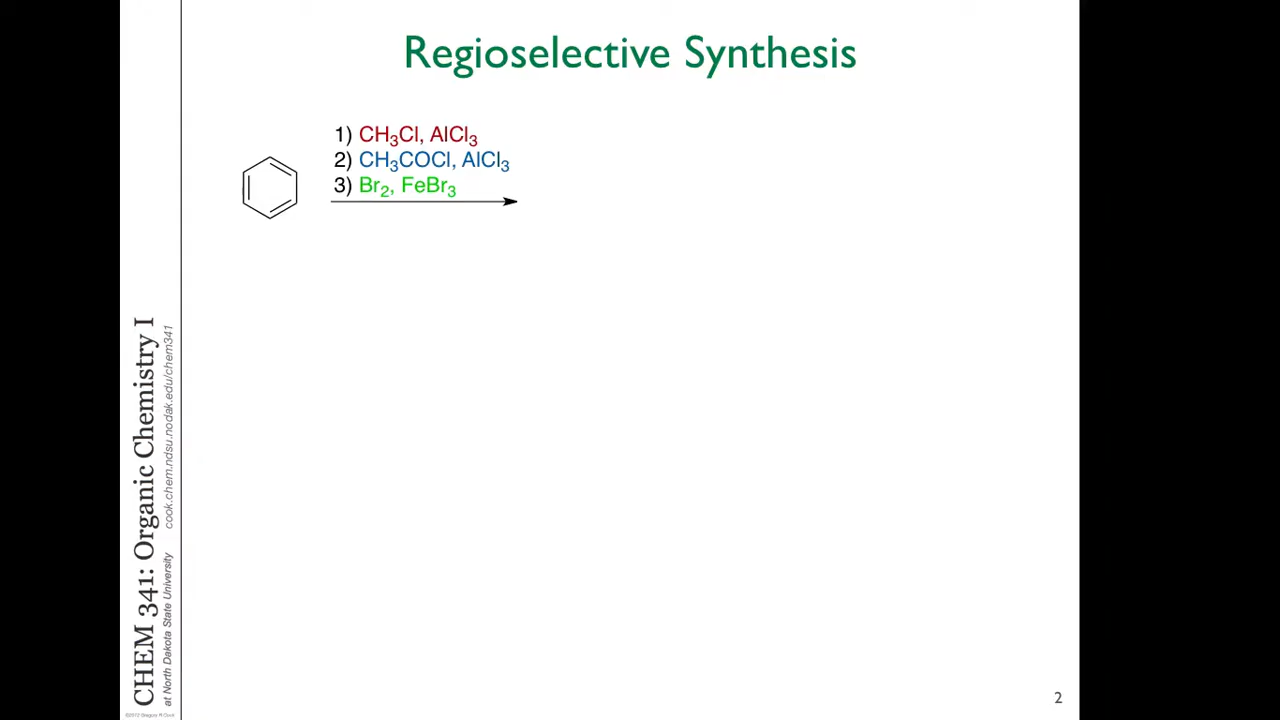 Regioselective Synthesis
1) CH₃Cl, AlCl₃
2) CH₃COCl, AlCl₃
3) Br₂, FeBr₃
CHEM 341: Organic Chemistry I
at North Dakota State University cook.chem.ndsu.nodak.edu/chem341
2